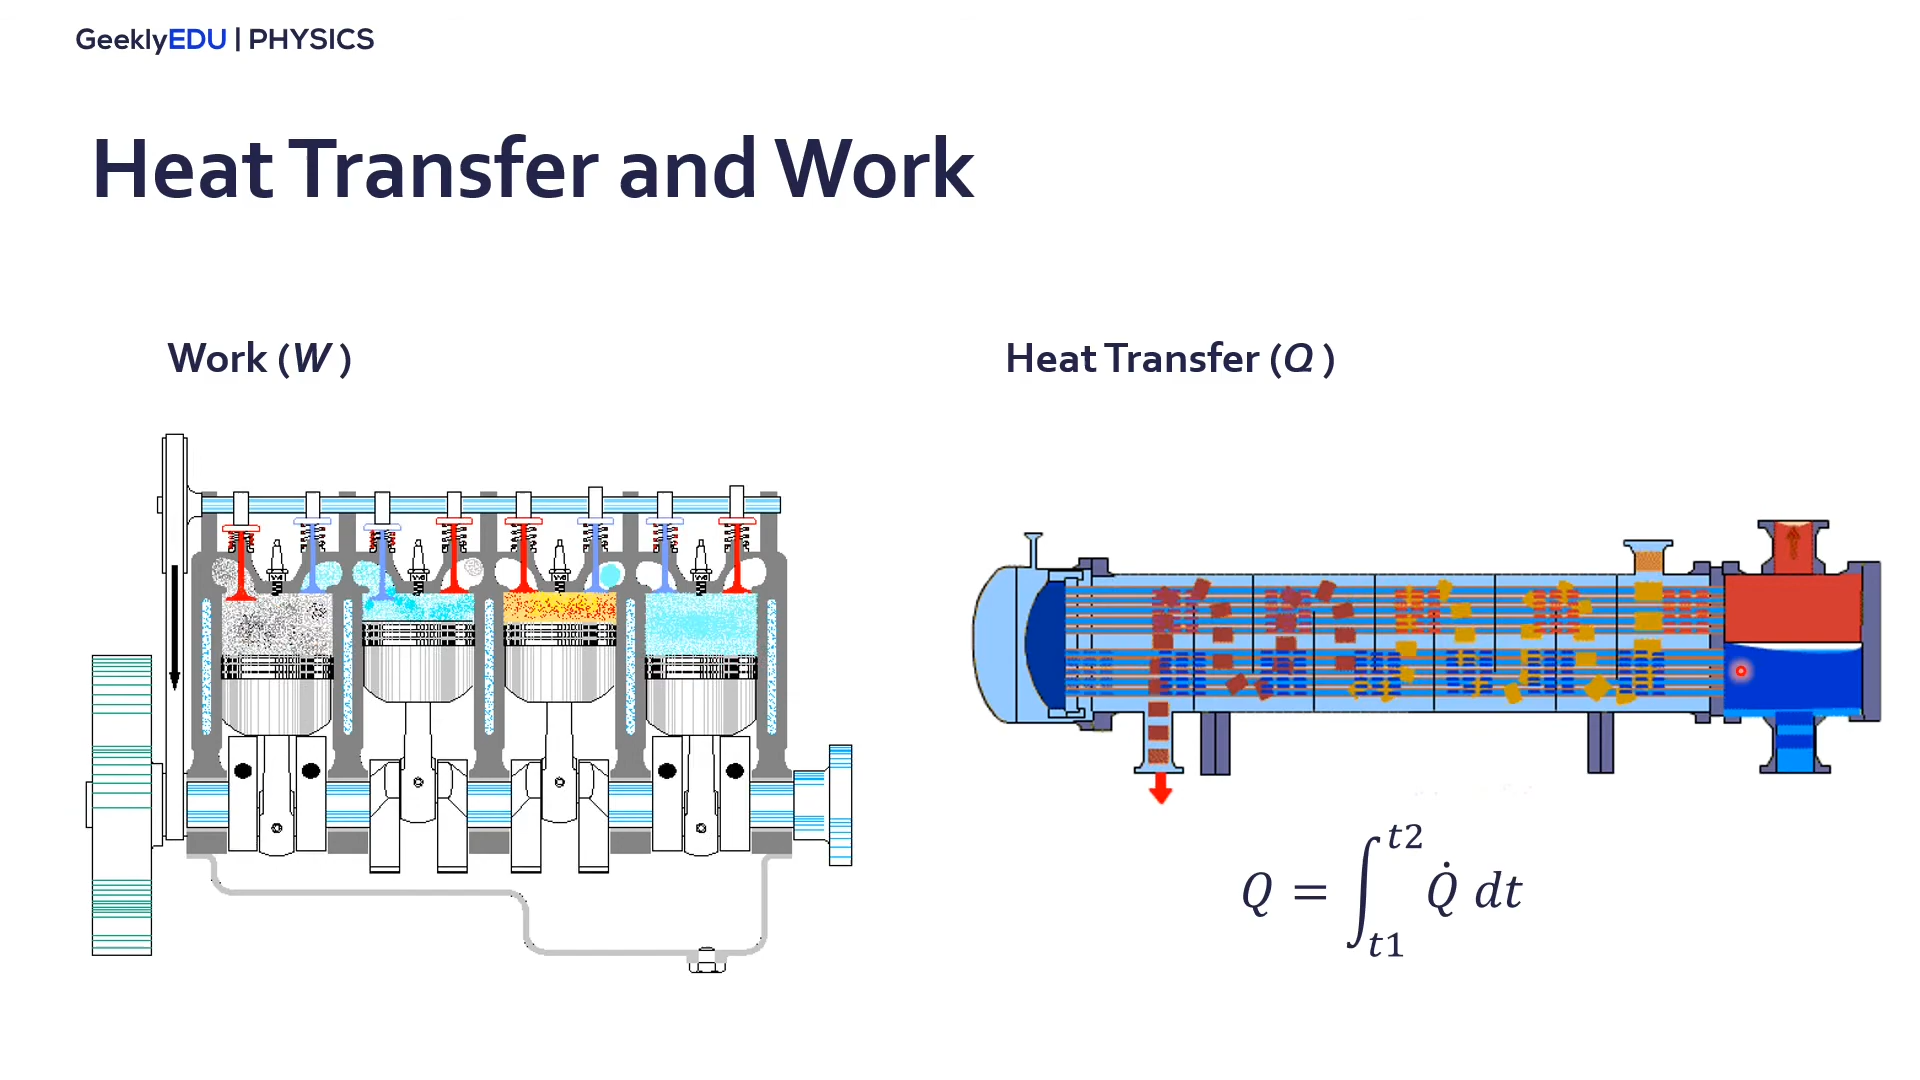 GeeklyEDU | PHYSICS
Heat Transfer and Work
Work (W )
Heat Transfer (Q )
Q = ∫_{t1}^{t2} Q̇ dt